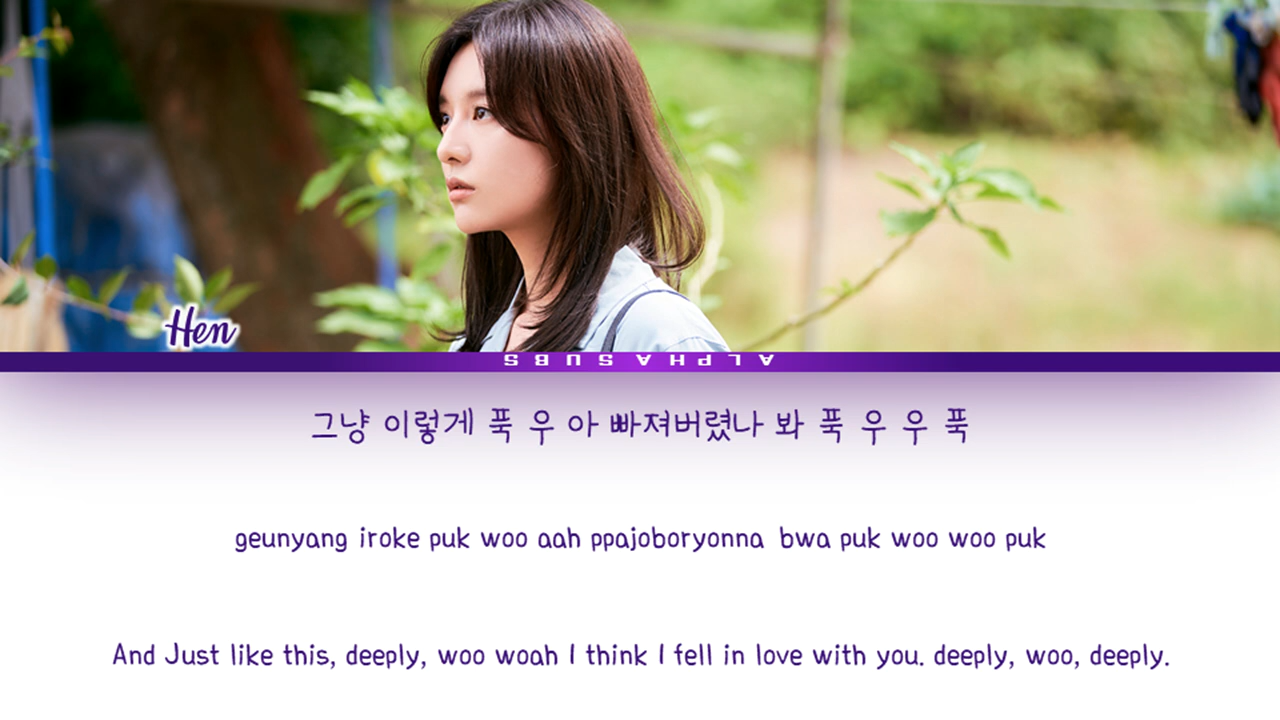 Hen
ALPHASUBS
그냥 이렇게 푹 우 아 빠져버렸나 봐 푹 우 우 푹
geunyang iroke puk woo aah ppajoboryonna bwa puk woo woo puk
And Just like this, deeply, woo woah I think I fell in love with you. deeply, woo, deeply.